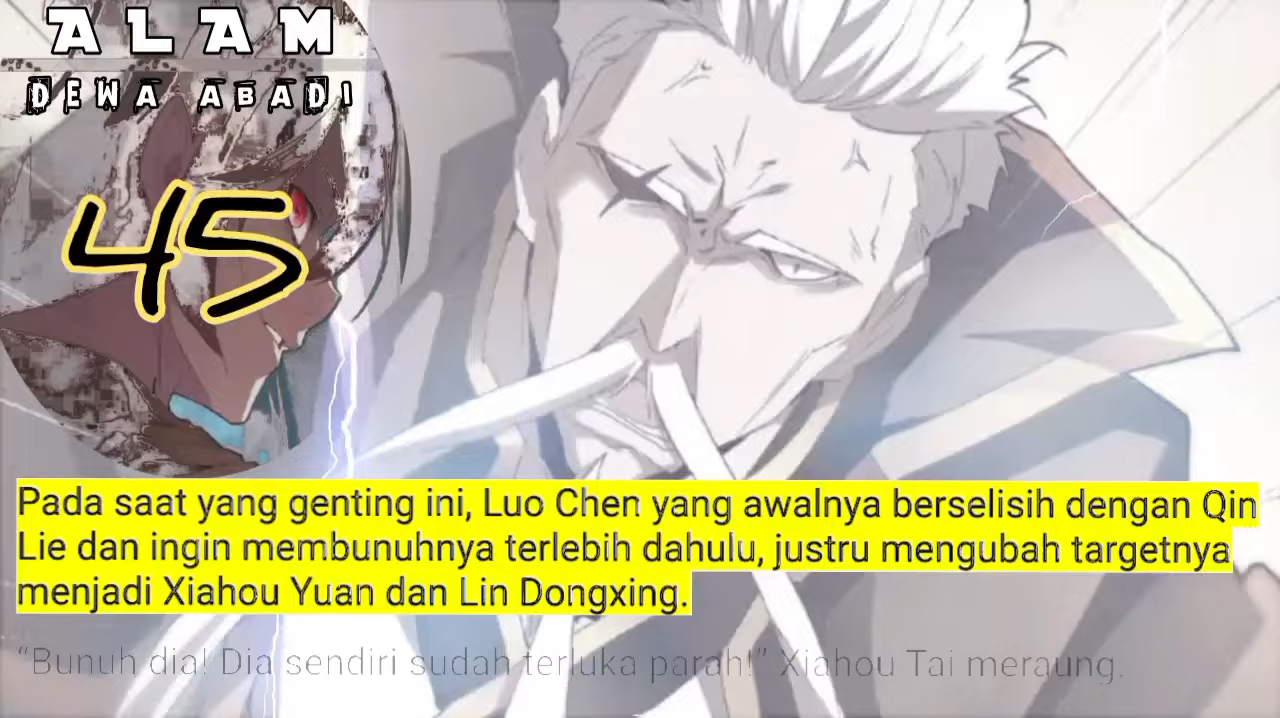 ALAM
DEWA ABADI
45
Pada saat yang genting ini, Luo Chen yang awalnya berselisih dengan Qin
Lie dan ingin membunuhnya terlebih dahulu, justru mengubah targetnya
menjadi Xiahou Yuan dan Lin Dongxing.
“Bunuh dia! Dia sendiri sudah terluka parah!” Xiahou Tai meraung.